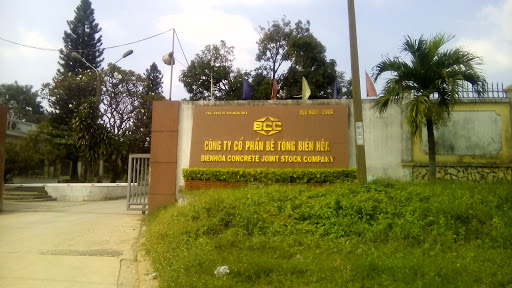 BCC
CÔNG TY CỔ PHẦN BÊ TÔNG BIÊN HÒA
BIENHOA CONCRETE JOINT STOCK COMPANY